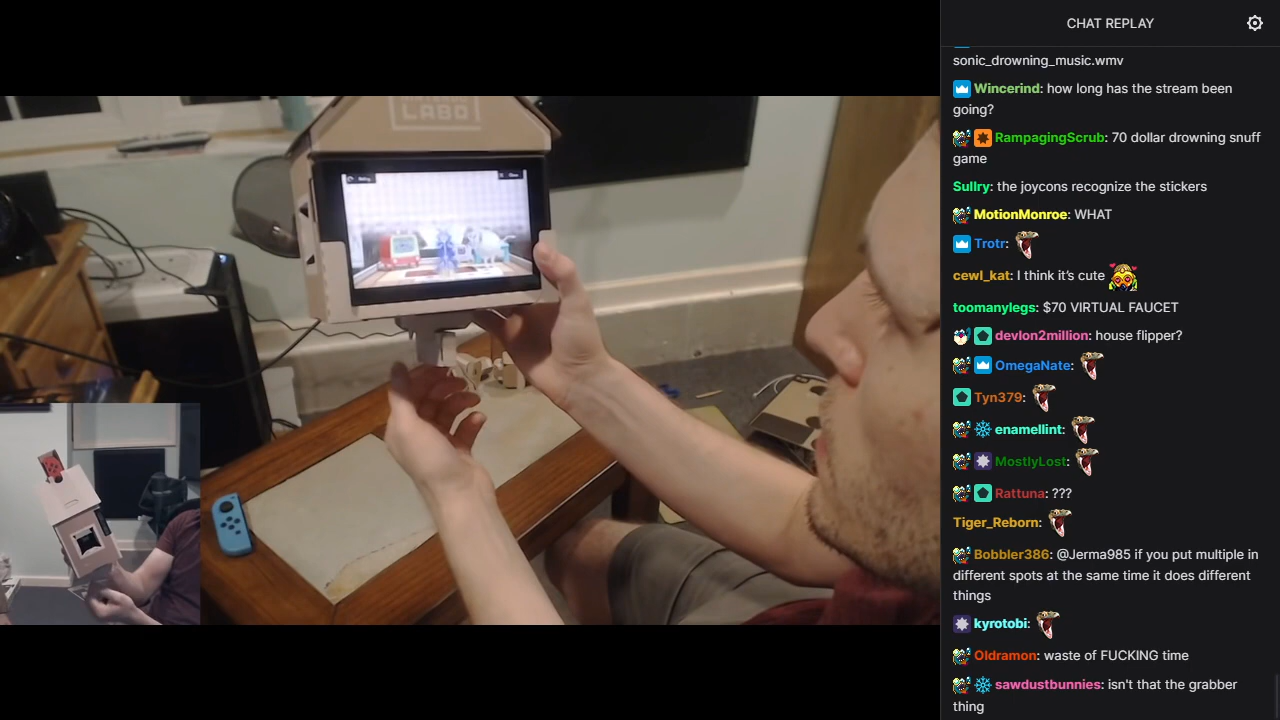 CHAT REPLAY
sonic_drowning_music.wmv
Wincerind: how long has the stream been
going?
RampagingScrub: 70 dollar drowning snuff
game
Sullry: the joycons recognize the stickers
MotionMonroe: WHAT
Trotr:
cewl_kat: I think it's cute
toomanylegs: $70 VIRTUAL FAUCET
devlon2million: house flipper?
OmegaNate:
Tyn379:
enamellint:
MostlyLost:
Rattuna: ???
Tiger_Reborn:
Bobbler386: @Jerma985 if you put multiple in
different spots at the same time it does different
things
kyrotobi:
Oldramon: waste of FUCKING time
sawdustbunnies: isn't that the grabber
thing
LABO